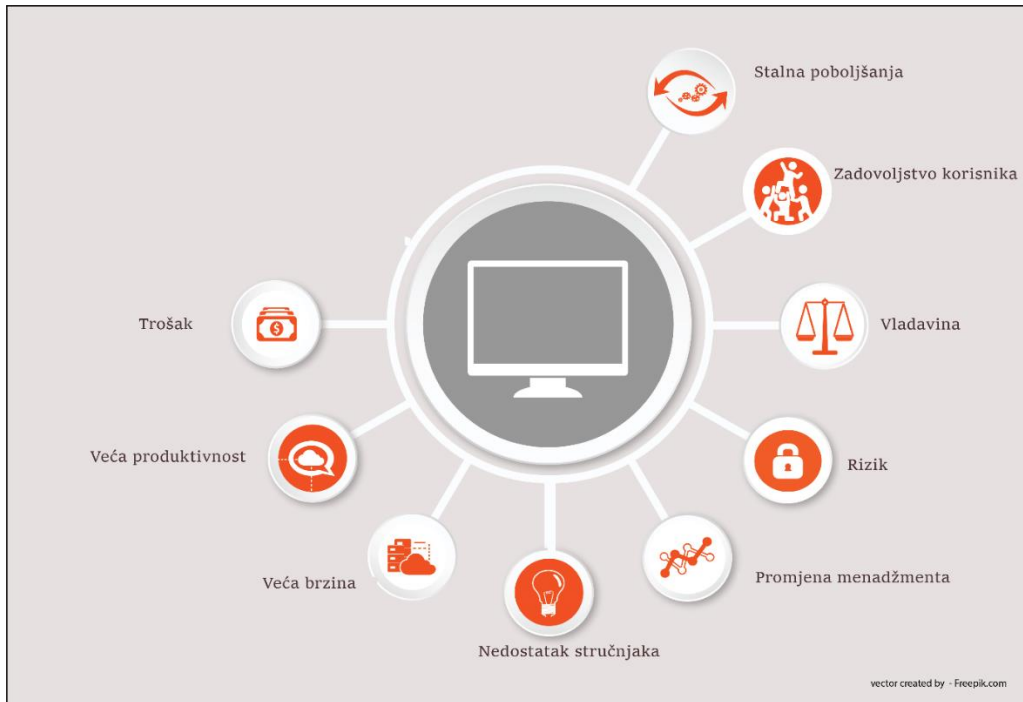 Stalna poboljšanja
Zadovoljstvo korisnika
Trošak
Vladavina
Veća produktivnost
Rizik
Veća brzina
Promjena menadžmenta
Nedostatak stručnjaka
vector created by - Freepik.com